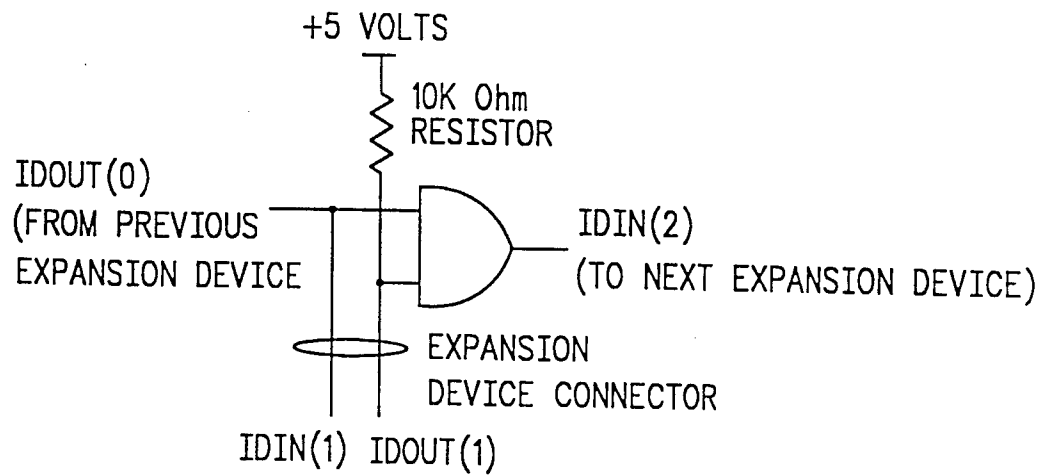 +5 VOLTS
10K Ohm
RESISTOR
IDOUT(0)
(FROM PREVIOUS
EXPANSION DEVICE
IDIN(2)
(TO NEXT EXPANSION DEVICE)
EXPANSION
DEVICE CONNECTOR
IDIN(1) IDOUT(1)